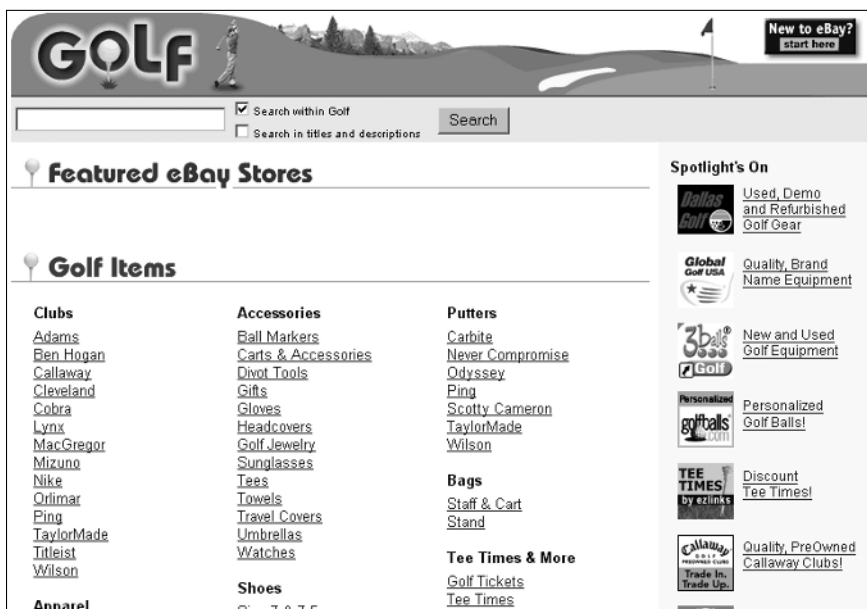 GOLF
New to eBay?
start here
Search within Golf
Search in titles and descriptions
Search
Featured eBay Stores
Golf Items
Clubs
Adams
Ben Hogan
Callaway
Cleveland
Cobra
Lynx
MacGregor
Mizuno
Nike
Orlimar
Ping
TaylorMade
Titleist
Wilson
Apparel
Accessories
Ball Markers
Carts & Accessories
Divot Tools
Gifts
Gloves
Headcovers
Golf Jewelry
Sunglasses
Tees
Towels
Travel Covers
Umbrellas
Watches
Shoes
Putters
Carbite
Never Compromise
Odyssey
Ping
Scotty Cameron
TaylorMade
Wilson
Bags
Staff & Cart
Stand
Tee Times & More
Golf Tickets
Tee Times
Spotlight's On
Dallas
Golf
Used, Demo
and Refurbished
Golf Gear
Global
Golf USA
Quality, Brand
Name Equipment
3balls
Golf
New and Used
Golf Equipment
Personalized
golfballs
.com
Personalized
Golf Balls!
TEE
TIMES
by ezlinks
Discount
Tee Times!
Callaway
GOLF
PREOWNED CLUBS
Trade In.
Trade Up.
Quality, PreOwned
Callaway Clubs!